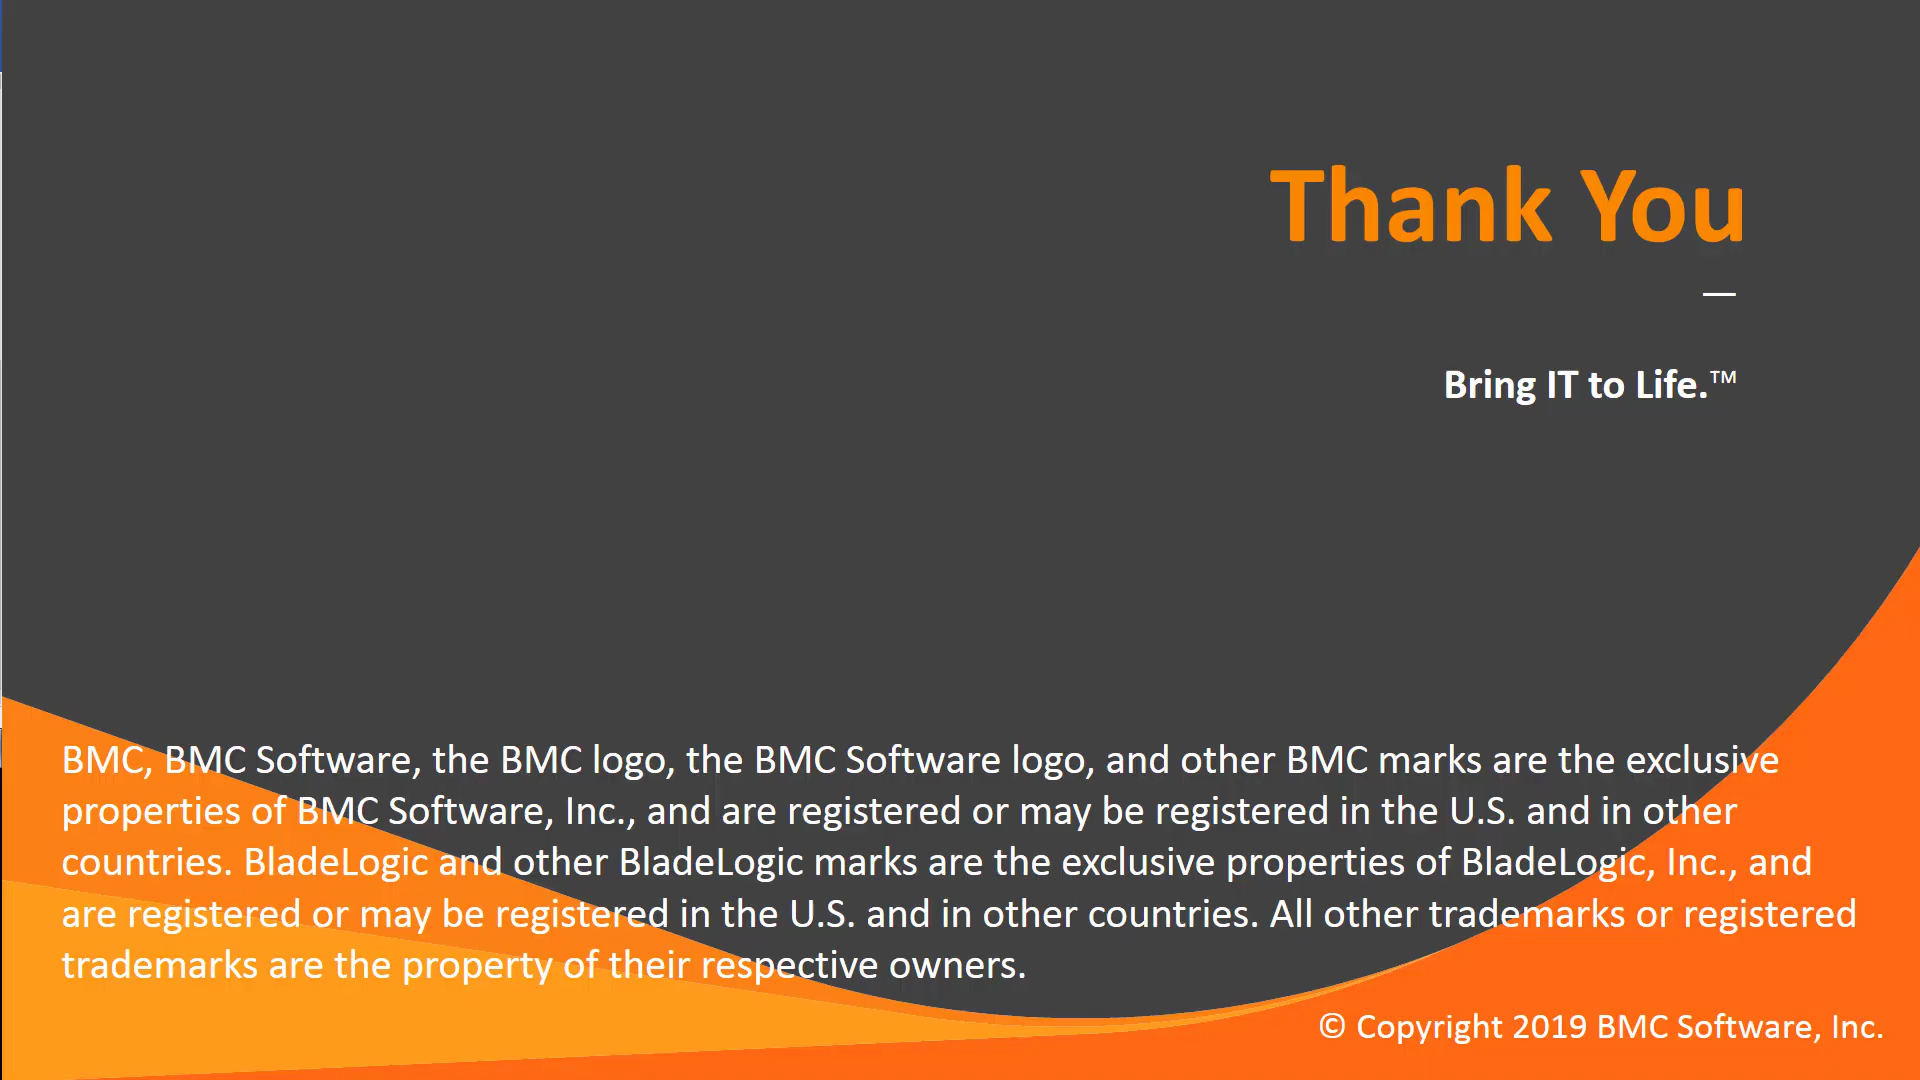 Thank You
—
Bring IT to Life.™
BMC, BMC Software, the BMC logo, the BMC Software logo, and other BMC marks are the exclusive
properties of BMC Software, Inc., and are registered or may be registered in the U.S. and in other
countries. BladeLogic and other BladeLogic marks are the exclusive properties of BladeLogic, Inc., and
are registered or may be registered in the U.S. and in other countries. All other trademarks or registered
trademarks are the property of their respective owners.
© Copyright 2019 BMC Software, Inc.